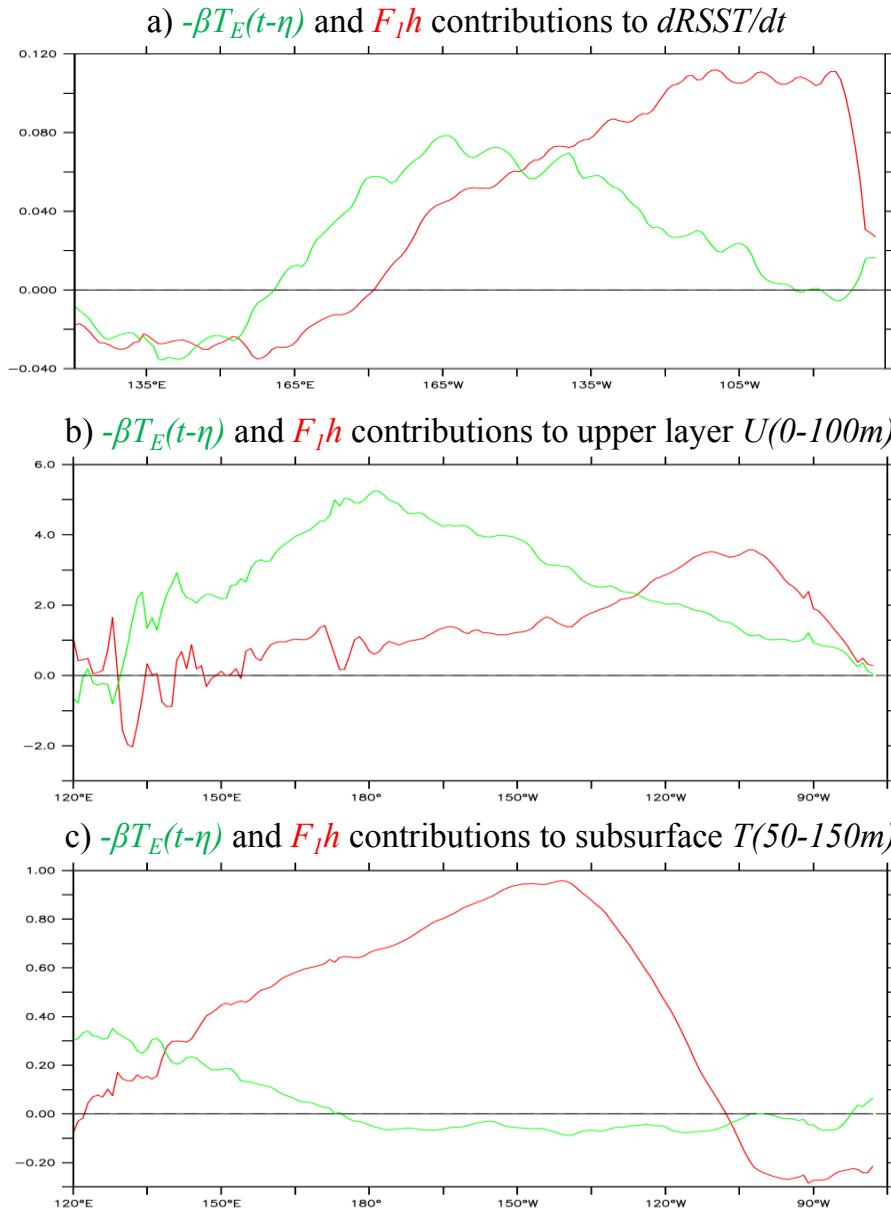 a) -βT_E(t-η) and F_1h contributions to dRSST/dt
0.120
0.080
0.040
0.000
−0.040
135°E 165°E 165°W 135°W 105°W
b) -βT_E(t-η) and F_1h contributions to upper layer U(0-100m)
6.0
4.0
2.0
0.0
−2.0
120°E 150°E 180° 150°W 120°W 90°W
c) -βT_E(t-η) and F_1h contributions to subsurface T(50-150m)
1.00
0.80
0.60
0.40
0.20
0.00
−0.20
120°E 150°E 180° 150°W 120°W 90°W